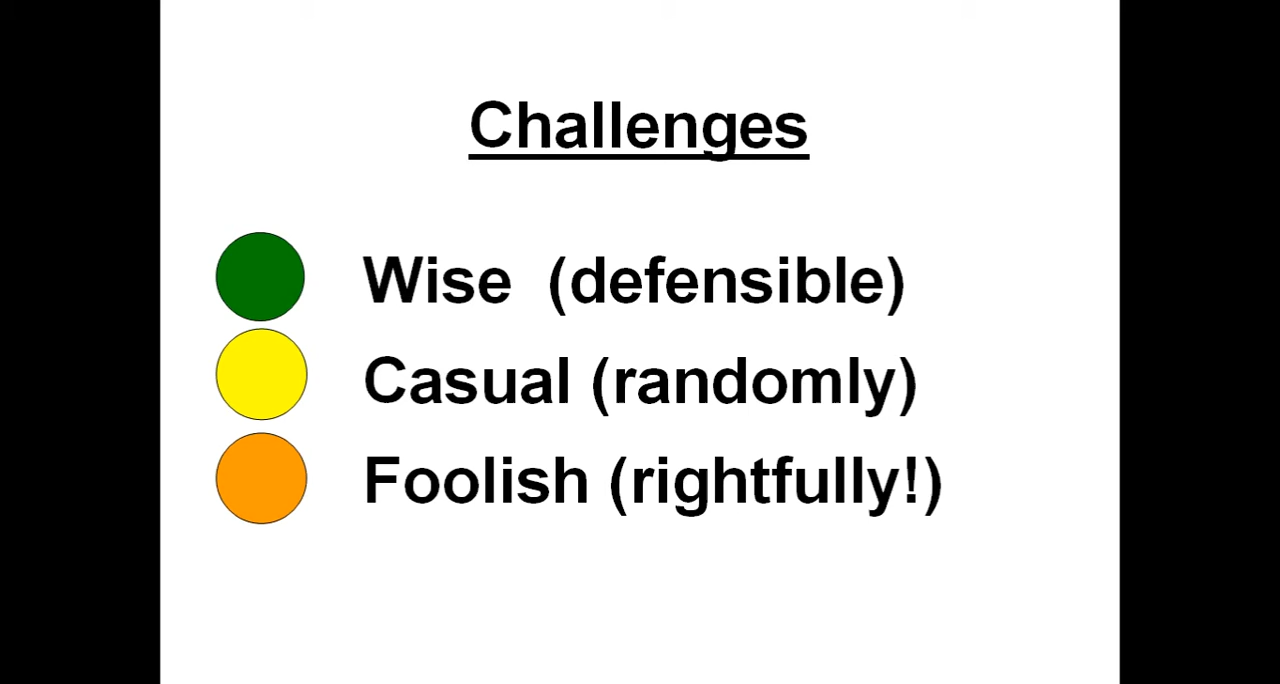 Challenges
Wise (defensible)
Casual (randomly)
Foolish (rightfully!)